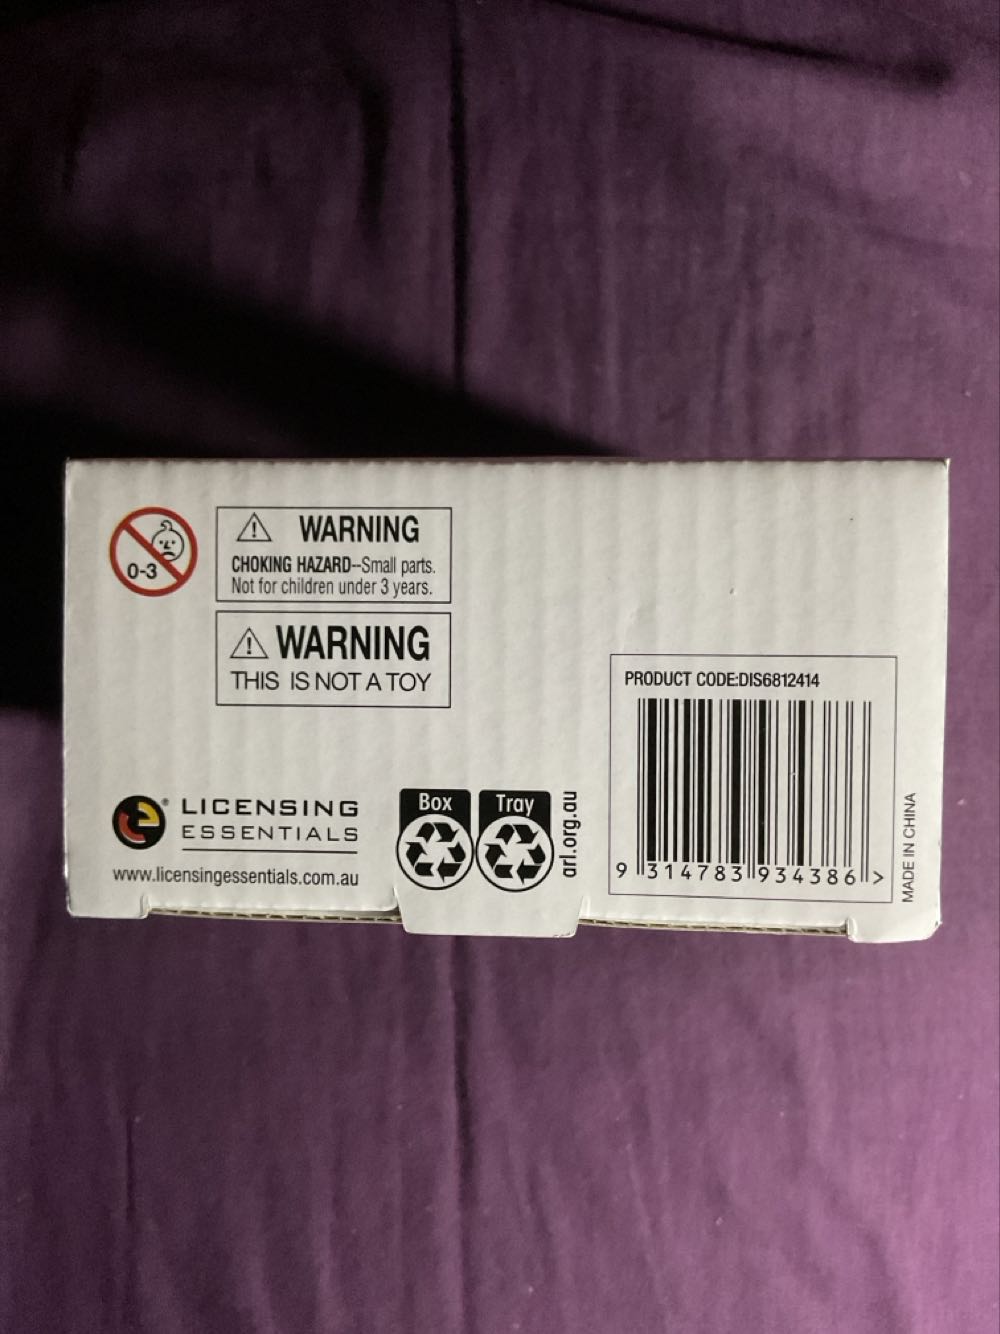 0-3
WARNING
CHOKING HAZARD--Small parts.
Not for children under 3 years.
WARNING
THIS IS NOT A TOY
LICENSING
ESSENTIALS
www.licensingessentials.com.au
Box
Tray
arl.org.au
PRODUCT CODE:DIS6812414
9 314783 934386 >
MADE IN CHINA